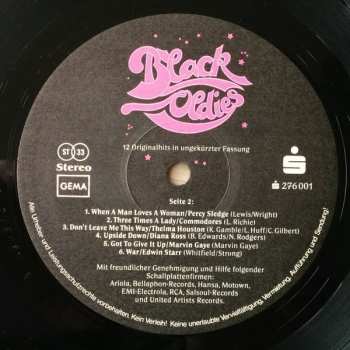 Black
Oldies
12 Originalhits in ungekürzter Fassung
ST 33
Stereo
GEMA
S 276 001
Seite 2:
1. When A Man Loves A Woman/Percy Sledge (Lewis/Wright)
2. Three Times A Lady/Commodores (L. Richie)
3. Don't Leave Me This Way/Thelma Houston (K. Gamble/L. Huff/C. Gilbert)
4. Upside Down/Diana Ross (B. Edwards/N. Rodgers)
5. Got To Give It Up/Marvin Gaye (Marvin Gaye)
6. War/Edwin Starr (Whitfield/Strong)
Mit freundlicher Genehmigung und Hilfe folgender
Schallplattenfirmen:
Ariola, Bellaphon-Records, Hansa, Motown,
EMI-Electrola, RCA, Salsoul-Records
und United Artists Records.
Alle Urheber- und Leistungsschutzrechte vorbehalten. Kein Verleih! Keine unerlaubte Vervielfältigung, Vermietung, Aufführung und Sendung!